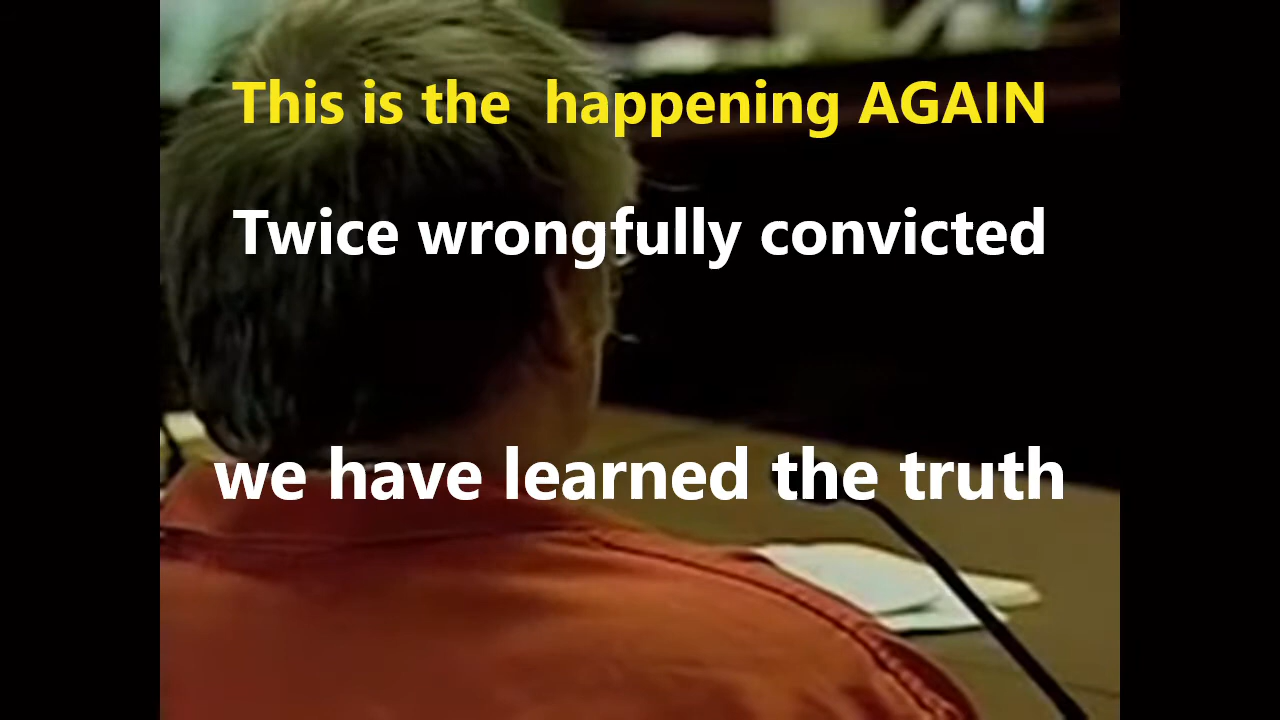 This is the  happening AGAIN
Twice wrongfully convicted
we have learned the truth